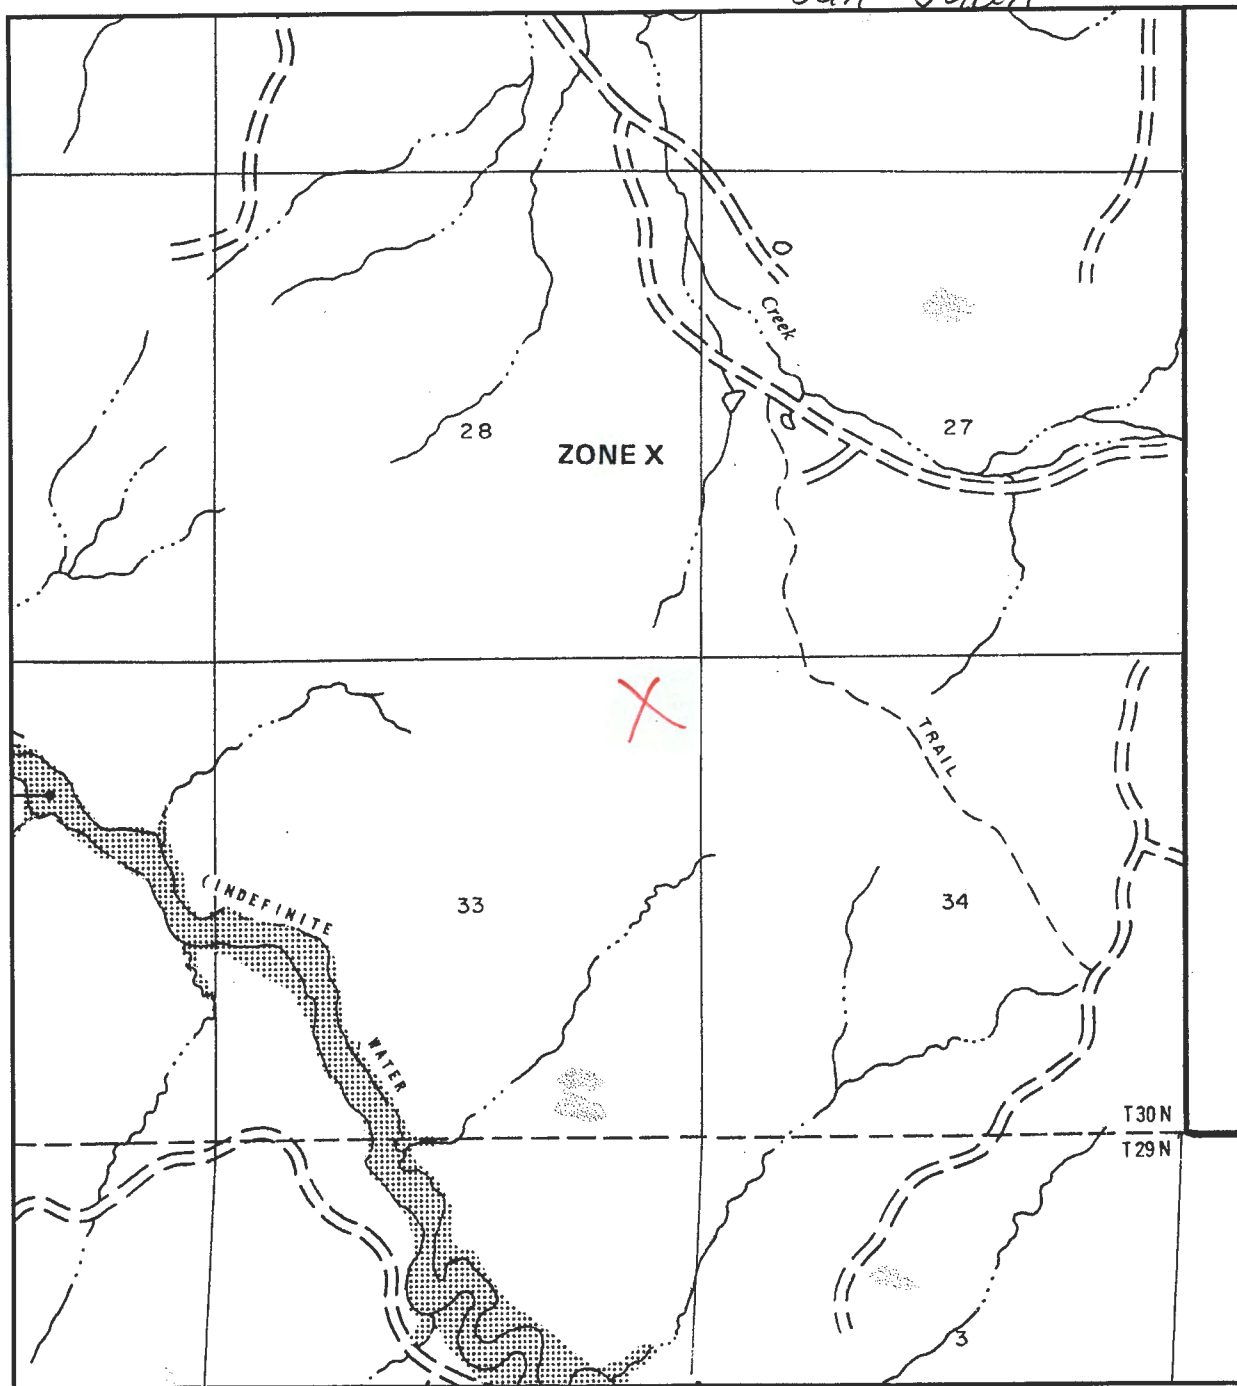 Creek
28
27
ZONE X
X
TRAIL
(INDEFINITE
33
34
WATER
T30N
T29N
3